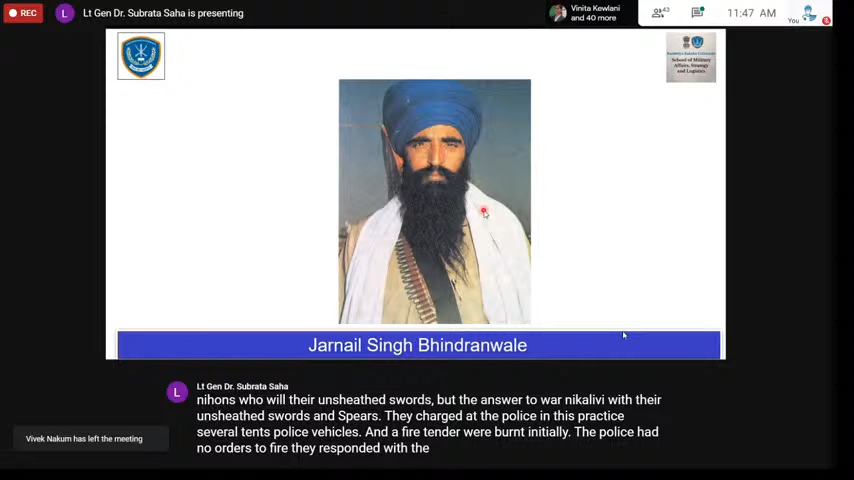 REC
L
Lt Gen Dr. Subrata Saha is presenting
Vinita Kewlani
and 40 more
43
11:47 AM
You
School of Military
Affairs, Strategy
and Logistics
Jarnail Singh Bhindranwale
L
Lt Gen Dr. Subrata Saha
nihons who will their unsheathed swords, but the answer to war nikalivi with their
unsheathed swords and Spears. They charged at the police in this practice
several tents police vehicles. And a fire tender were burnt initially. The police had
no orders to fire they responded with the
Vivek Nakum has left the meeting